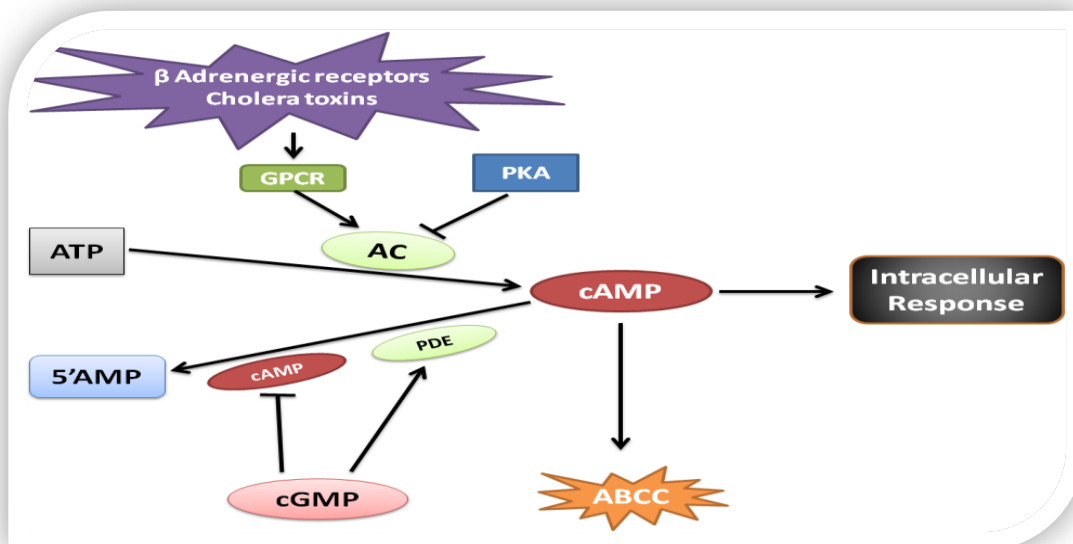 β Adrenergic receptors
Cholera toxins
GPCR
PKA
ATP
AC
cAMP
Intracellular
Response
5'AMP
cAMP
PDE
cGMP
ABCC